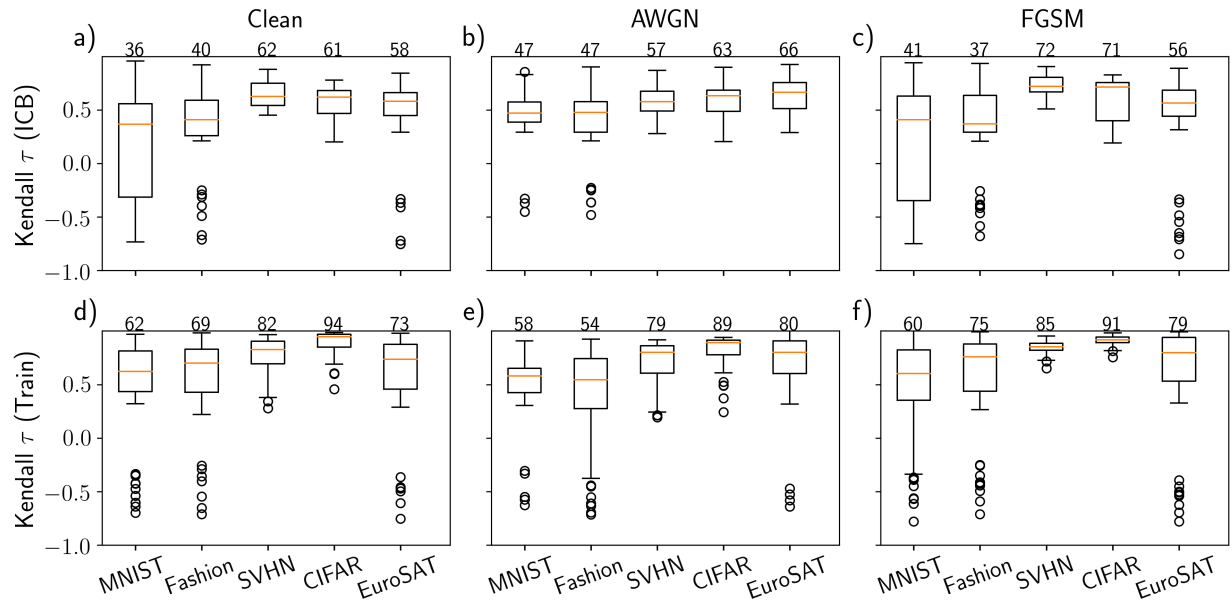 Clean AWGN FGSM
a) b) c)
36 40 62 61 58 47 47 57 63 66 41 37 72 71 56
Kendall τ (ICB)
0.5
0.0
−0.5
−1.0
d) e) f)
62 69 82 94 73 58 54 79 89 80 60 75 85 91 79
Kendall τ (Train)
0.5
0.0
−0.5
−1.0
MNIST Fashion SVHN CIFAR EuroSAT MNIST Fashion SVHN CIFAR EuroSAT MNIST Fashion SVHN CIFAR EuroSAT